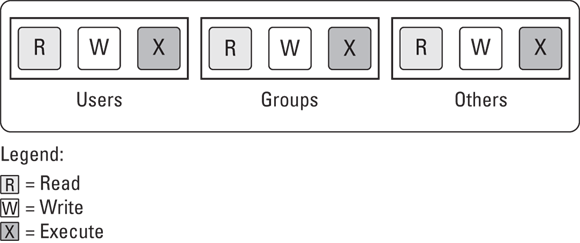 R W X R W X R W X
Users Groups Others
Legend:
R = Read
W = Write
X = Execute